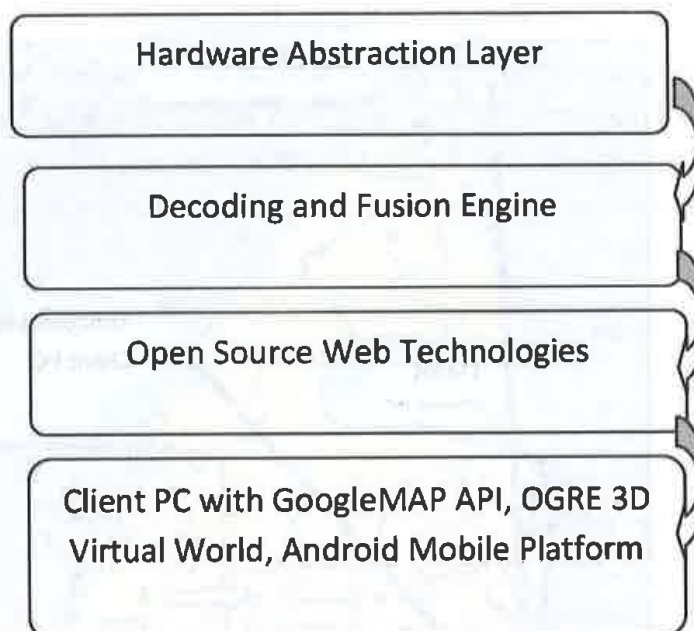 Hardware Abstraction Layer
Decoding and Fusion Engine
Open Source Web Technologies
Client PC with GoogleMAP API, OGRE 3D
Virtual World, Android Mobile Platform